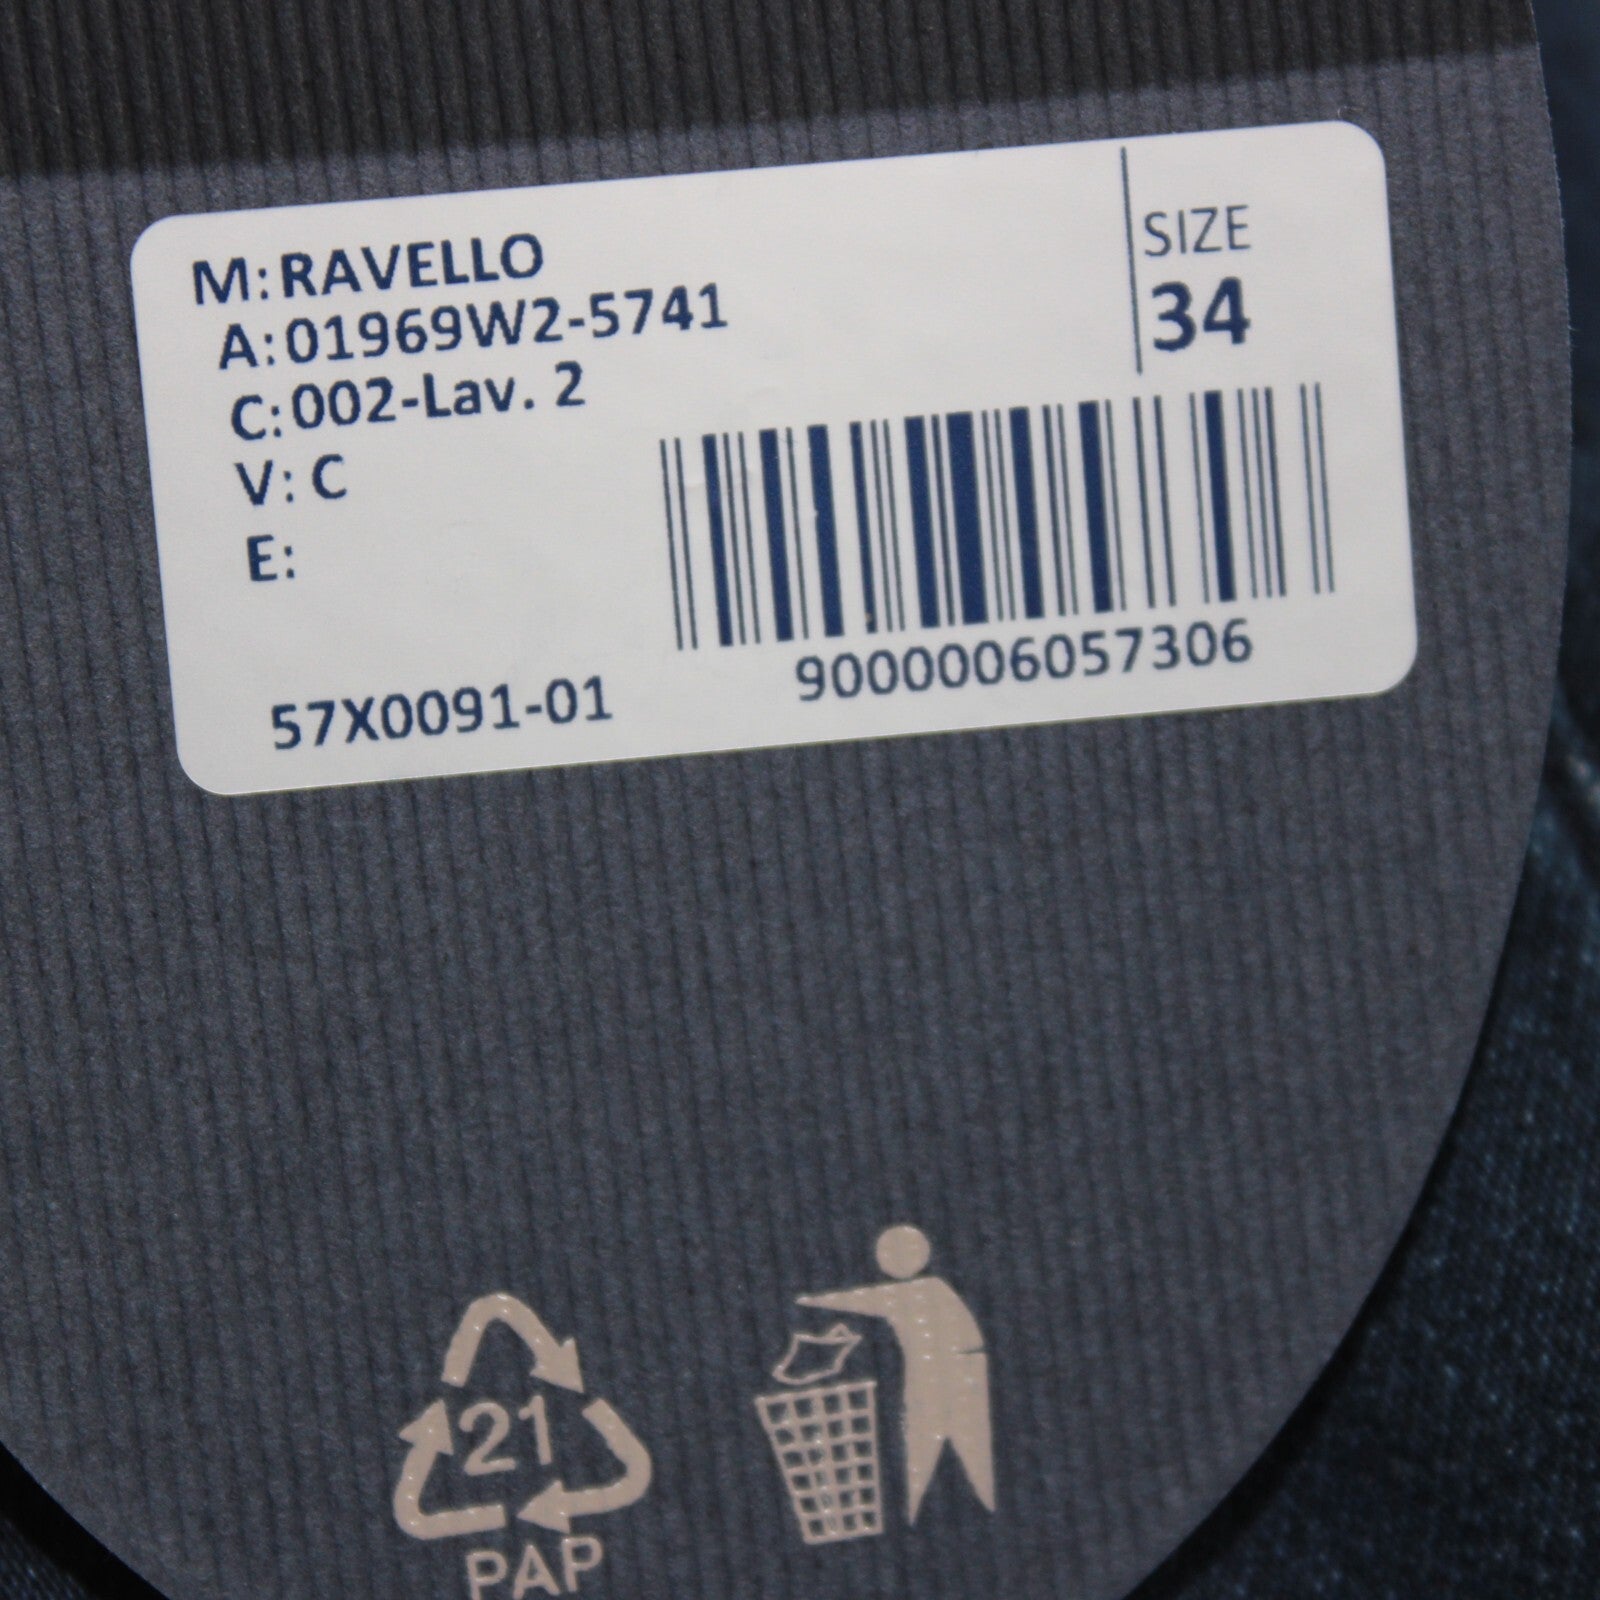 M: RAVELLO
A: 01969W2-5741
C: 002-Lav. 2
V: C
E:
SIZE
34
9000006057306
57X0091-01
21
PAP